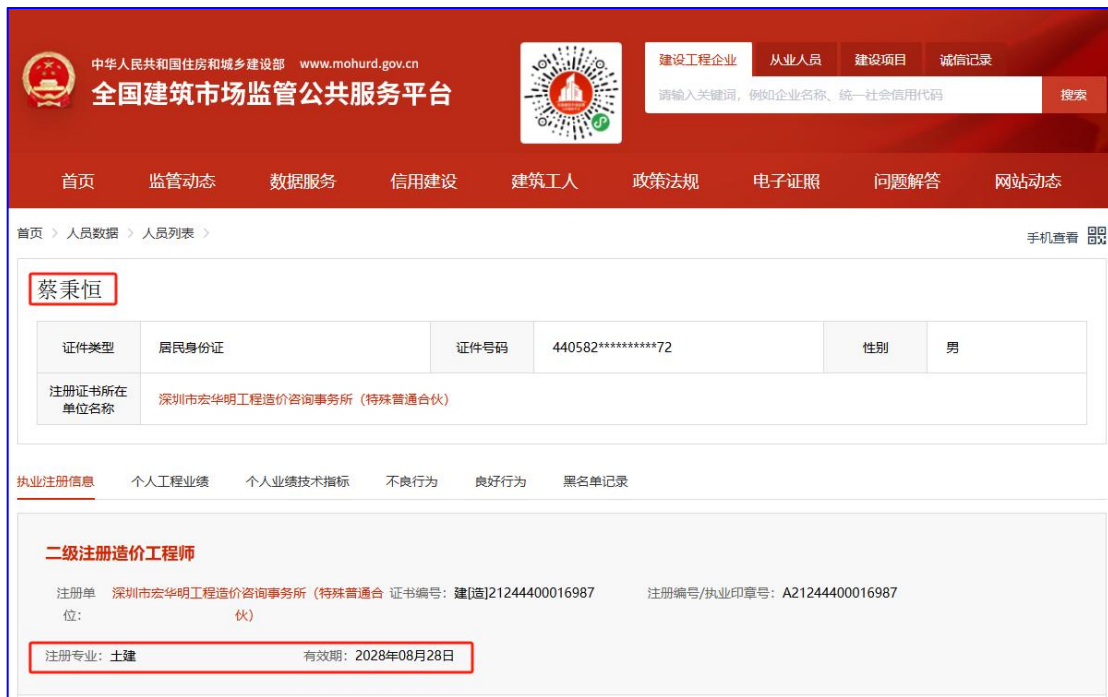 中华人民共和国住房和城乡建设部 www.mohurd.gov.cn
全国建筑市场监管公共服务平台
建设工程企业 从业人员 建设项目 诚信记录
请输入关键词，例如企业名称、统一社会信用代码 搜索
首页 监管动态 数据服务 信用建设 建筑工人 政策法规 电子证照 问题解答 网站动态
首页 > 人员数据 > 人员列表 >
手机查看
蔡秉恒
证件类型 居民身份证 证件号码 440582**********72 性别 男
注册证书所在
单位名称
深圳市宏华明工程造价咨询事务所（特殊普通合伙）
执业注册信息 个人工程业绩 个人业绩技术指标 不良行为 良好行为 黑名单记录
二级注册造价工程师
注册单 深圳市宏华明工程造价咨询事务所（特殊普通合 证书编号：建[造]21244400016987 注册编号/执业印章号：A21244400016987
位： 伙）
注册专业：土建 有效期：2028年08月28日